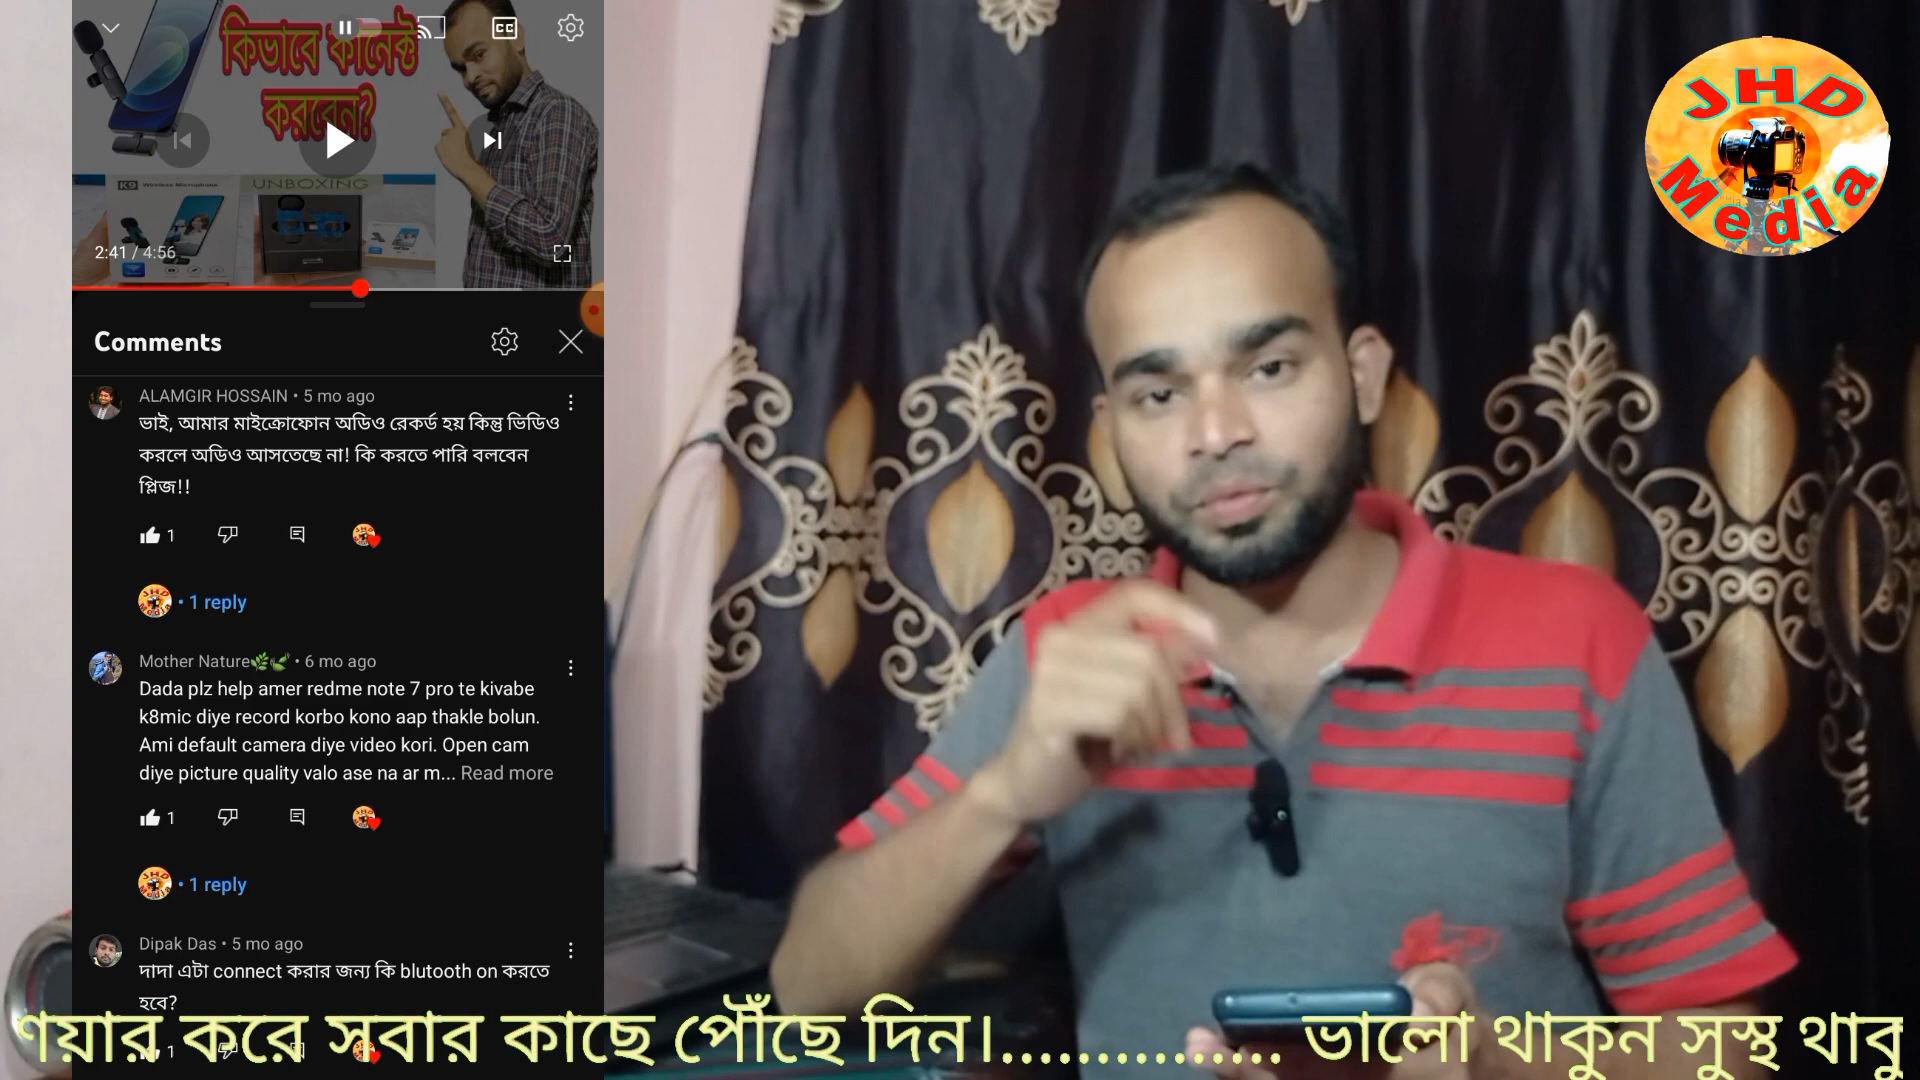 কিভাবে কানেক্ট
করবেন?
K9 Wireless Microphone
UNBOXING
2:41 / 4:56
CC
Comments
ALAMGIR HOSSAIN • 5 mo ago
ভাই, আমার মাইক্রোফোন অডিও রেকর্ড হয় কিন্তু ভিডিও
করলে অডিও আসতেছে না! কি করতে পারি বলবেন
প্লিজ!!
1
• 1 reply
Mother Nature • 6 mo ago
Dada plz help amer redme note 7 pro te kivabe
k8mic diye record korbo kono aap thakle bolun.
Ami default camera diye video kori. Open cam
diye picture quality valo ase na ar m... Read more
1
• 1 reply
Dipak Das • 5 mo ago
দাদা এটা connect করার জন্য কি blutooth on করতে
হবে?
1
JHD
Media
করে সবার কাছে পৌঁছে দিন।............... ভালো থাকুন সুস্থ